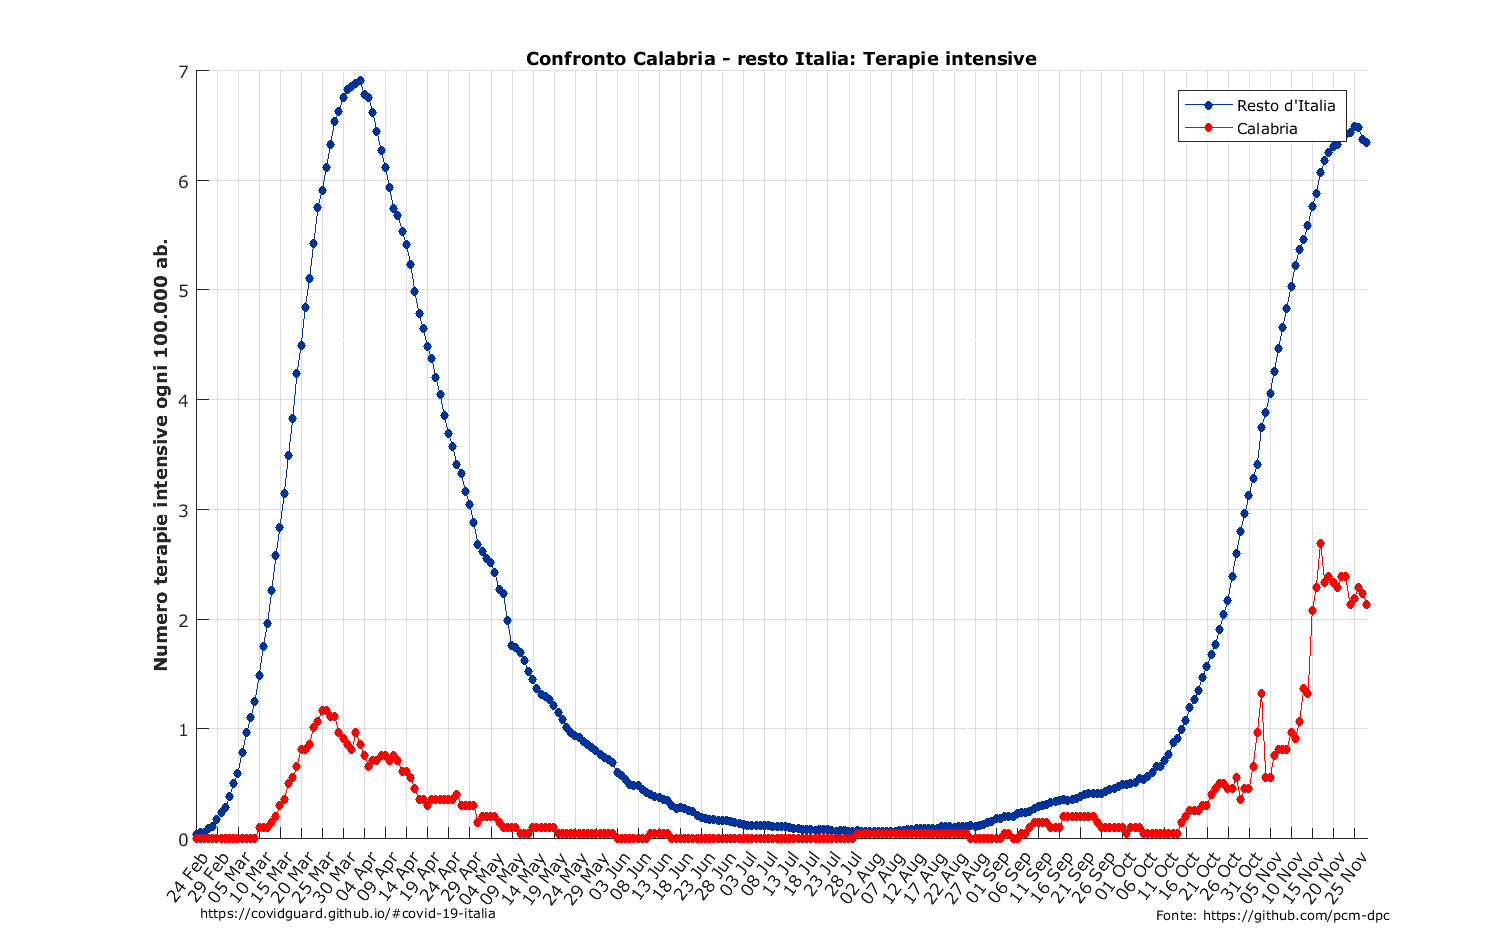 Confronto Calabria - resto Italia: Terapie intensive
Resto d'Italia
Calabria
Numero terapie intensive ogni 100.000 ab.
7
6
5
4
3
2
1
0
24 Feb
29 Feb
05 Mar
10 Mar
15 Mar
20 Mar
25 Mar
30 Mar
04 Apr
09 Apr
14 Apr
19 Apr
24 Apr
29 Apr
04 May
09 May
14 May
19 May
24 May
29 May
03 Jun
08 Jun
13 Jun
18 Jun
23 Jun
28 Jun
03 Jul
08 Jul
13 Jul
18 Jul
23 Jul
28 Jul
02 Aug
07 Aug
12 Aug
17 Aug
22 Aug
27 Aug
01 Sep
06 Sep
11 Sep
16 Sep
21 Sep
26 Sep
01 Oct
06 Oct
11 Oct
16 Oct
21 Oct
26 Oct
31 Oct
05 Nov
10 Nov
15 Nov
20 Nov
25 Nov
https://covidguard.github.io/#covid-19-italia
Fonte: https://github.com/pcm-dpc